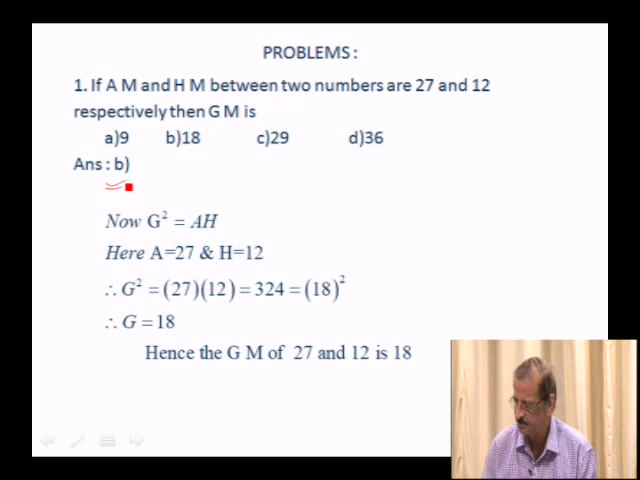 PROBLEMS :
1. If A M and H M between two numbers are 27 and 12
respectively then G M is
a)9 b)18 c)29 d)36
Ans : b)
Now G² = AH
Here A=27 & H=12
∴ G² = (27)(12) = 324 = (18)²
∴ G = 18
Hence the G M of 27 and 12 is 18